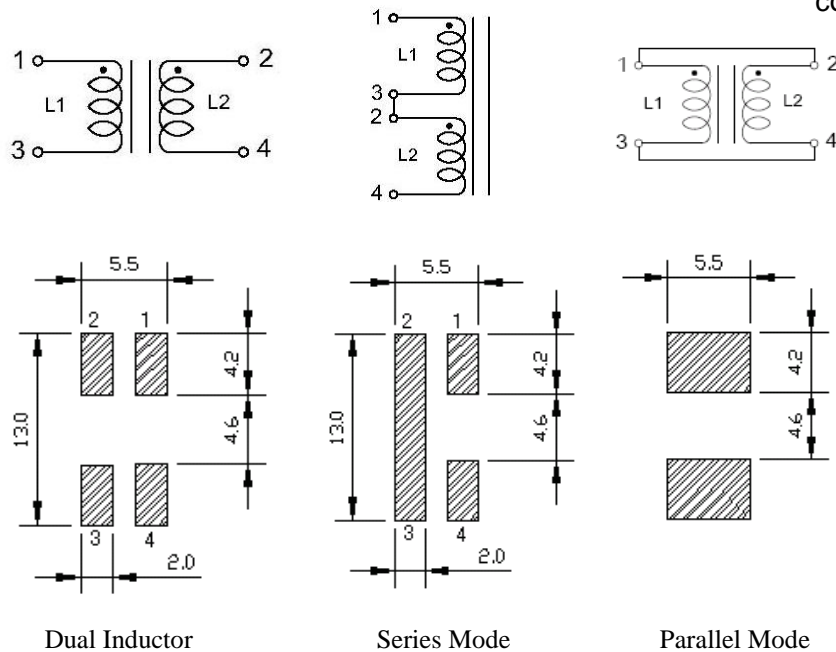 co
1 2 L1 L2 3 4
1 L1 3 2 L2 4
1 2 L1 L2 3 4
5.5 2 1 4.2 13.0 4.6 3 4 2.0
5.5 2 1 4.2 13.0 4.6 3 4 2.0
5.5 4.2 4.6
Dual Inductor
Series Mode
Parallel Mode